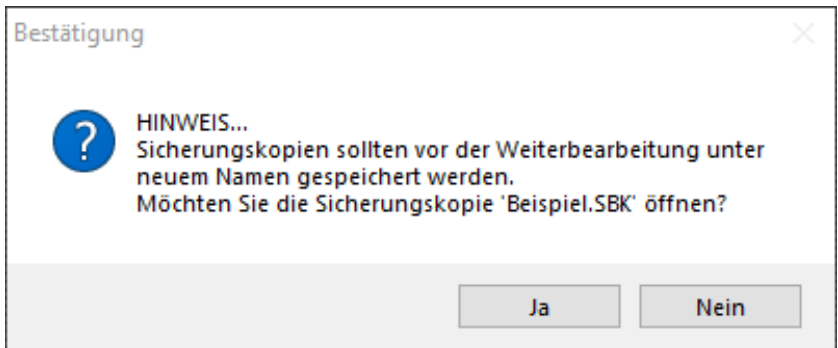 Bestätigung
HINWEIS...
Sicherungskopien sollten vor der Weiterbearbeitung unter
neuem Namen gespeichert werden.
Möchten Sie die Sicherungskopie 'Beispiel.SBK' öffnen?
Ja
Nein